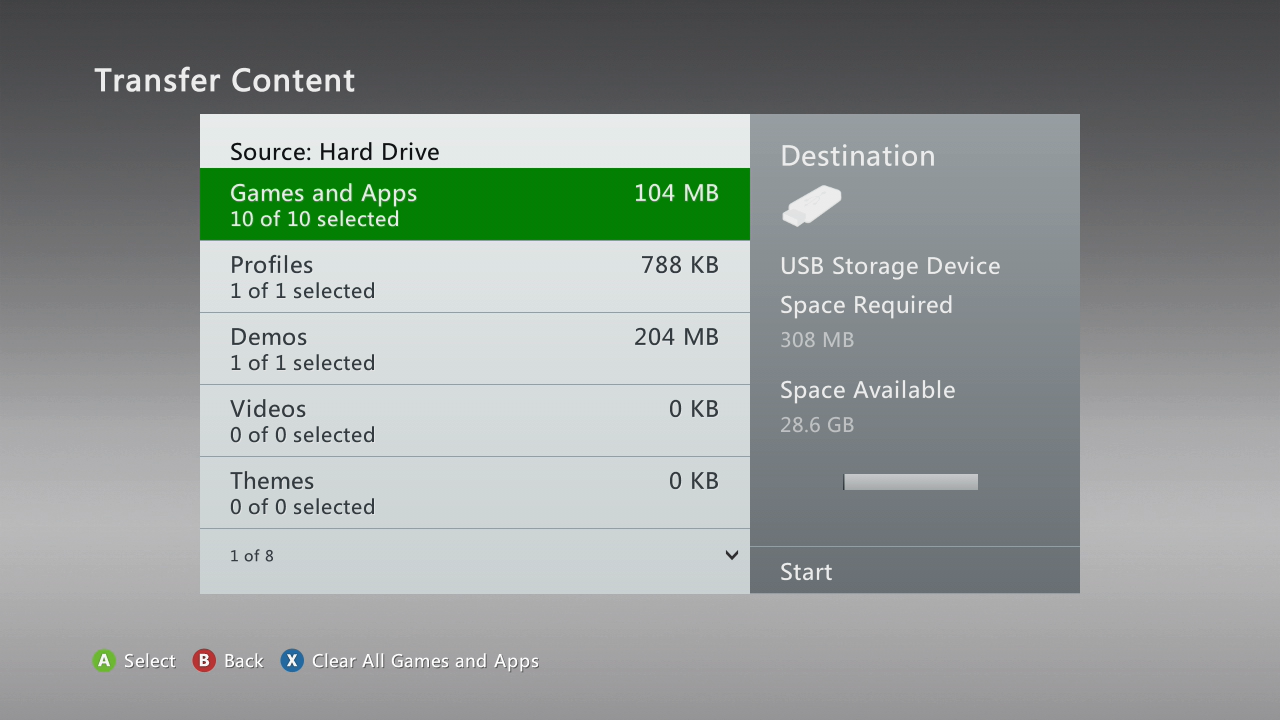 Transfer Content
Source: Hard Drive
Games and Apps 104 MB
10 of 10 selected
Profiles 788 KB
1 of 1 selected
Demos 204 MB
1 of 1 selected
Videos 0 KB
0 of 0 selected
Themes 0 KB
0 of 0 selected
1 of 8
Destination
USB Storage Device
Space Required
308 MB
Space Available
28.6 GB
Start
A Select B Back X Clear All Games and Apps